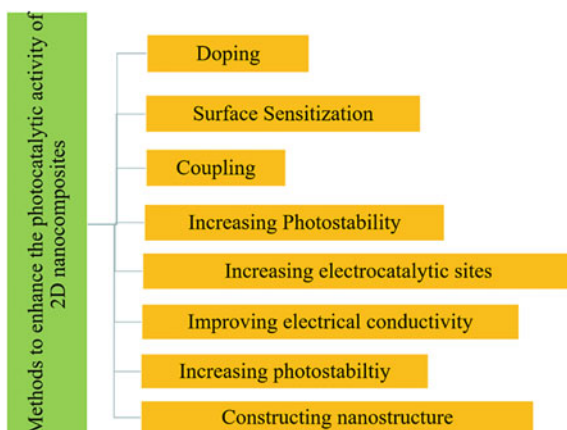 Methods to enhance the photocatalytic activity of
2D nanocomposites
Doping
Surface Sensitization
Coupling
Increasing Photostability
Increasing electrocatalytic sites
Improving electrical conductivity
Increasing photostabiltiy
Constructing nanostructure